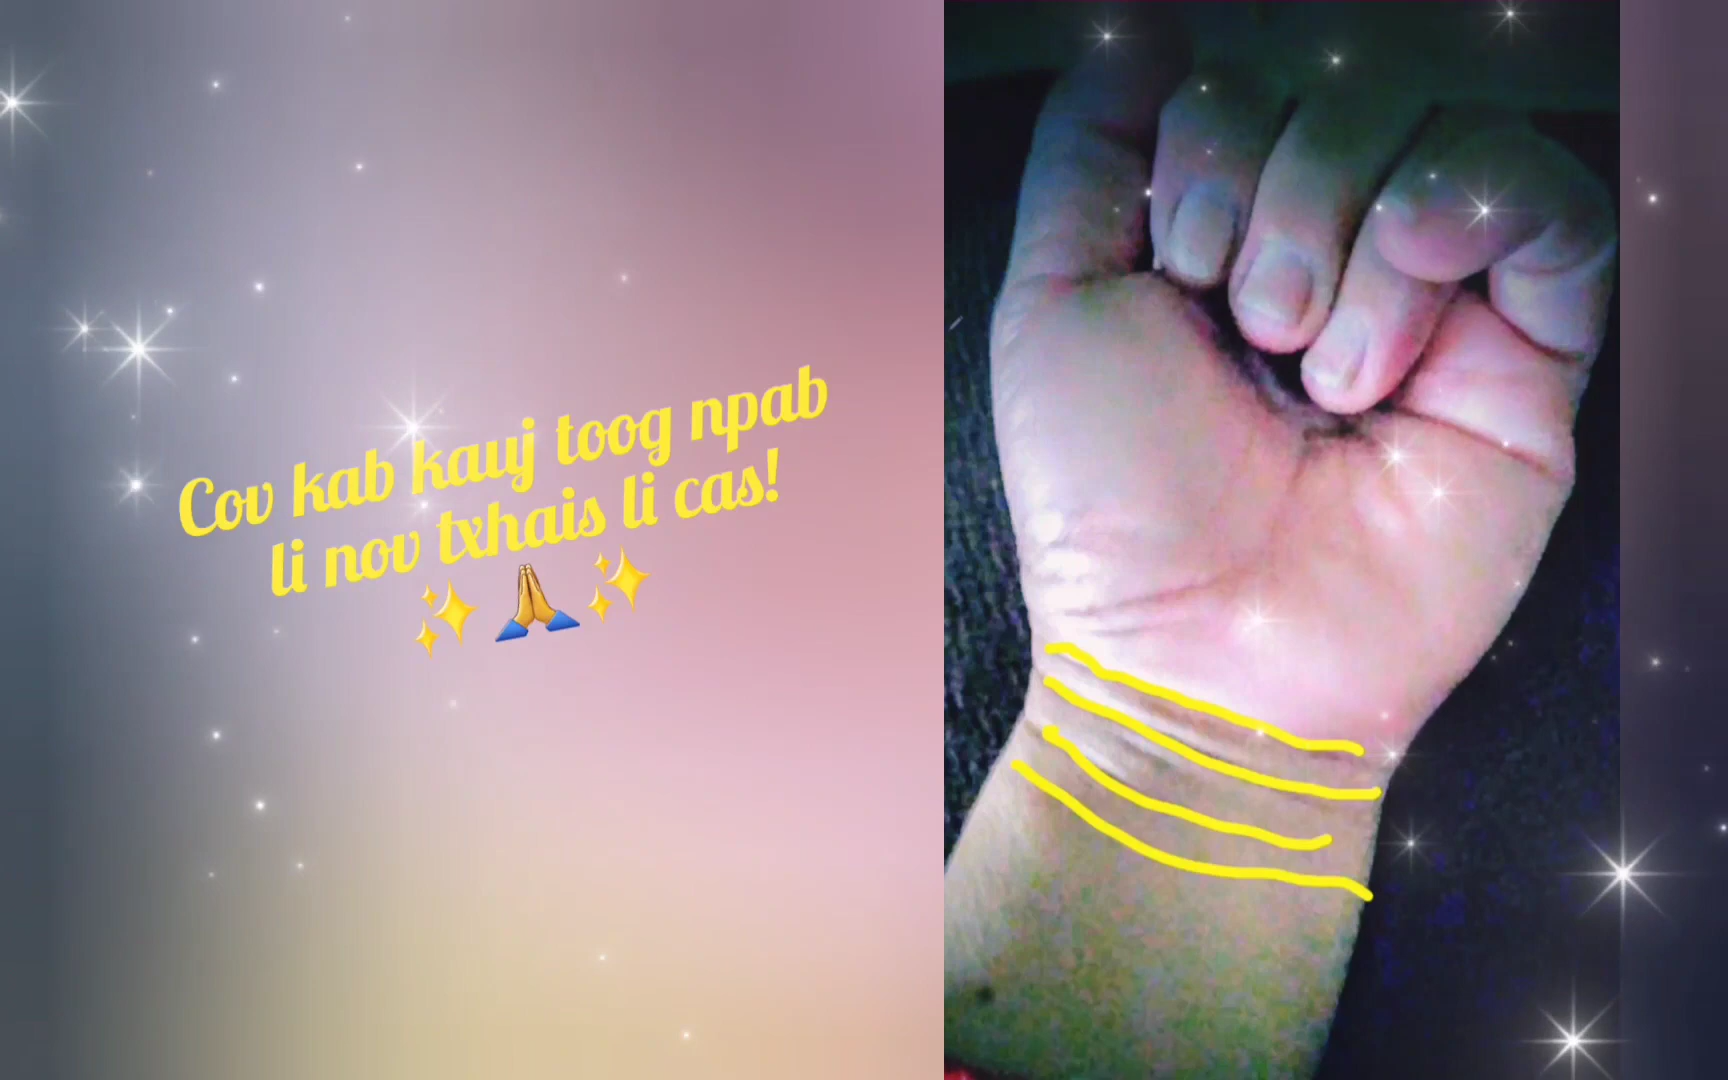 Cov kab kauj toog npab
li nov txhais li cas!
✨ 🙏 ✨